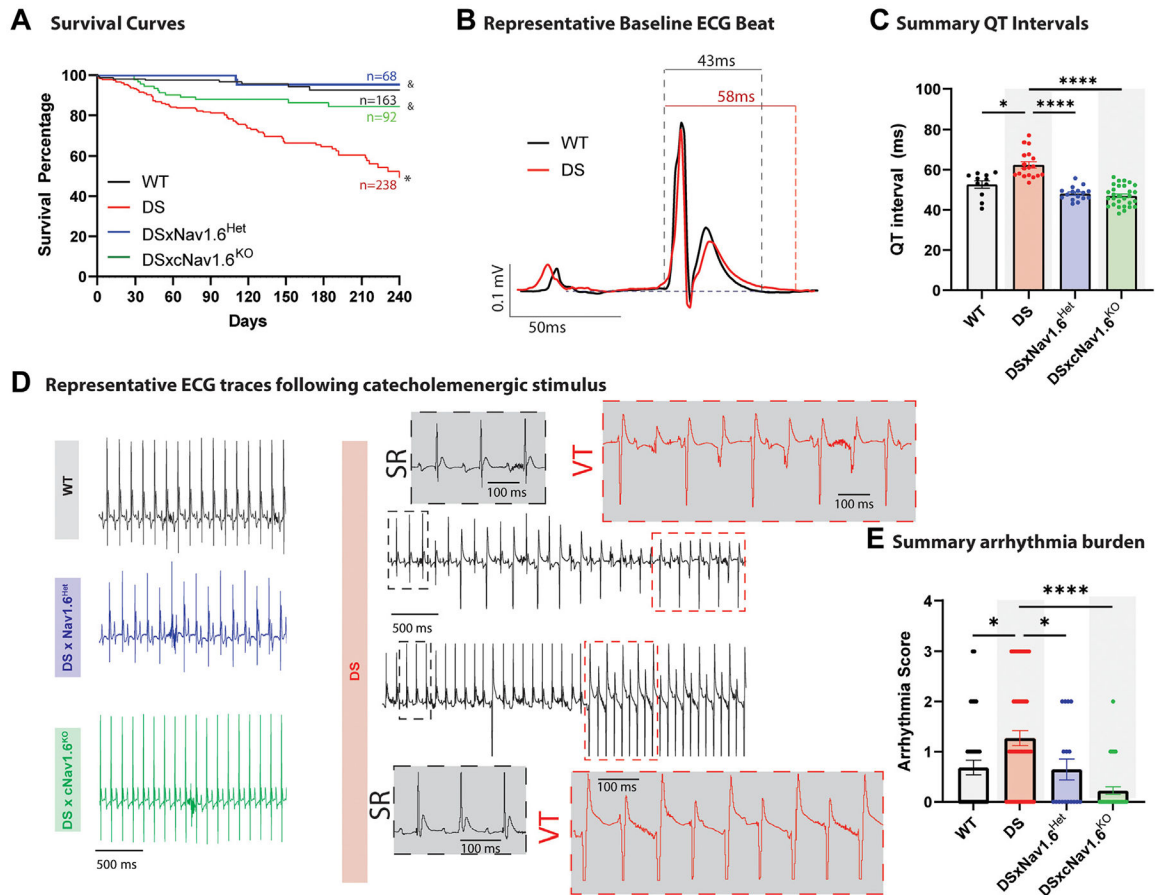 A Survival Curves
Survival Percentage
100
80
60
40
20
0
0 30 60 90 120 150 180 210 240
Days
n=68
&
n=163
&
n=92
n=238
*
WT
DS
DSxNav1.6Het
DSxcNav1.6KO
B Representative Baseline ECG Beat
43ms
58ms
WT
DS
0.1 mV
50ms
C Summary QT Intervals
QT interval (ms)
100
80
60
40
20
0
****
* ****
WT
DS
DSxNav1.6Het
DSxcNav1.6KO
D Representative ECG traces following catecholemenergic stimulus
WT
DS x Nav1.6Het
DS x cNav1.6KO
500 ms
DS
SR
100 ms
VT
100 ms
500 ms
SR
100 ms
VT
100 ms
E Summary arrhythmia burden
Arrhythmia Score
4
3
2
1
0
****
* *
WT
DS
DSxNav1.6Het
DSxcNav1.6KO